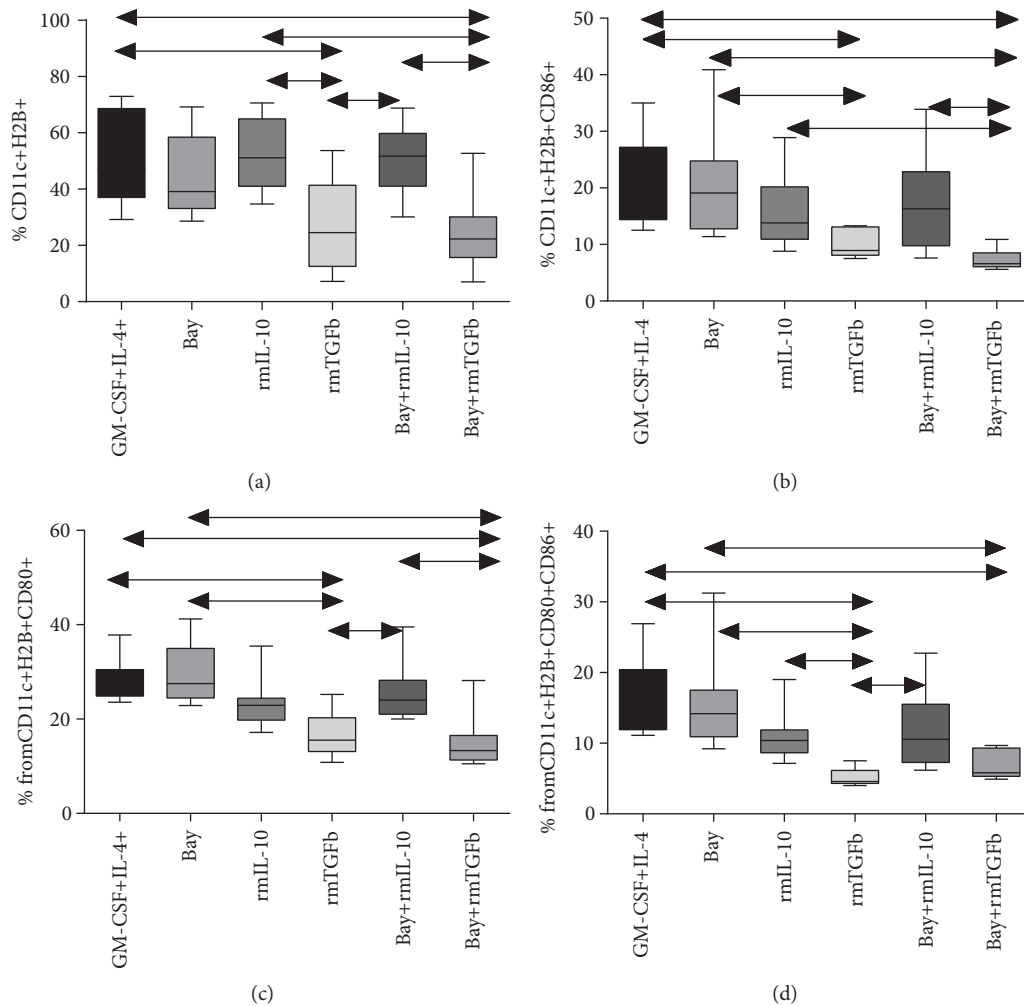 % CD11c+H2B+
100
80
60
40
20
0
GM-CSF+IL-4+
Bay
rmIL-10
rmTGFb
Bay+rmIL-10
Bay+rmTGFb
(a)
% CD11c+H2B+CD86+
50
40
30
20
10
0
GM-CSF+IL-4
Bay
rmIL-10
rmTGFb
Bay+rmIL-10
Bay+rmTGFb
(b)
% fromCD11c+H2B+CD80+
60
40
20
0
GM-CSF+IL-4+
Bay
rmIL-10
rmTGFb
Bay+rmIL-10
Bay+rmTGFb
(c)
% fromCD11c+H2B+CD80+CD86+
40
30
20
10
0
GM-CSF+IL-4
Bay
rmIL-10
rmTGFb
Bay+rmIL-10
Bay+rmTGFb
(d)